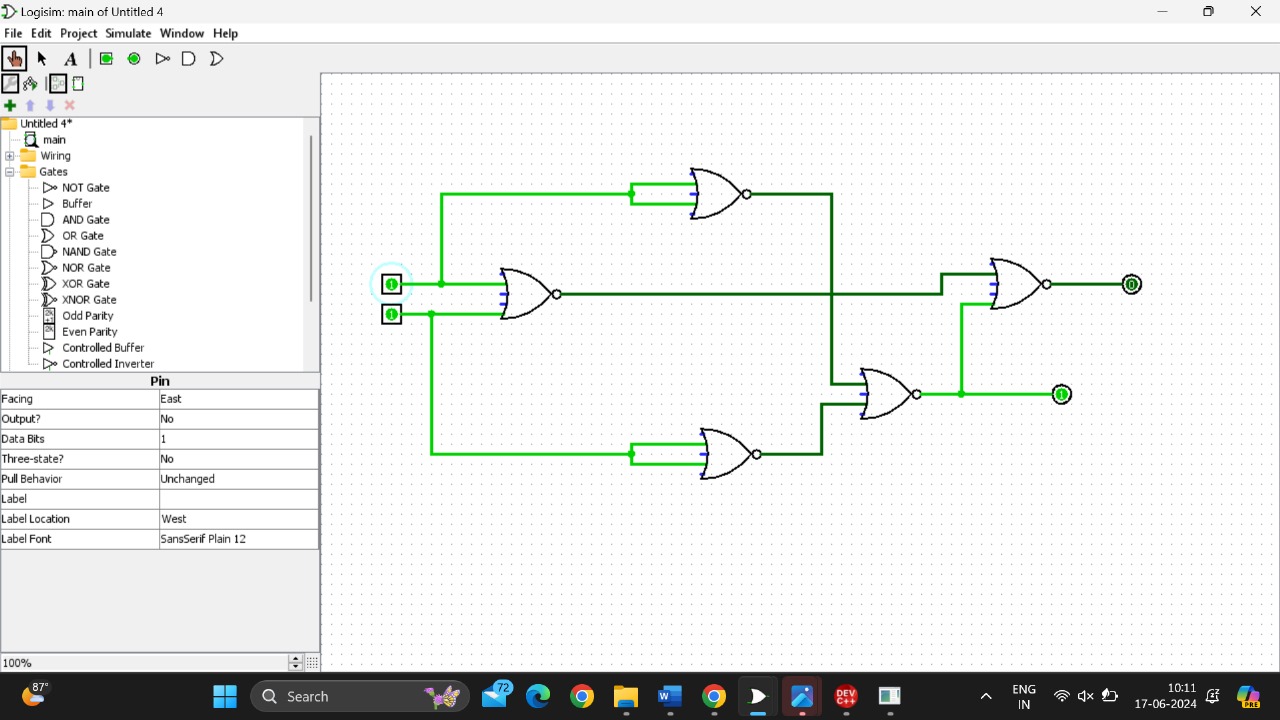 Logisim: main of Untitled 4
File Edit Project Simulate Window Help
A
Untitled 4*
main
Wiring
Gates
NOT Gate
Buffer
AND Gate
OR Gate
NAND Gate
NOR Gate
XOR Gate
XNOR Gate
Odd Parity
Even Parity
Controlled Buffer
Controlled Inverter
Pin
Facing East
Output? No
Data Bits 1
Three-state? No
Pull Behavior Unchanged
Label
Label Location West
Label Font SansSerif Plain 12
100%
1
1
0
1
87°
Search
72
W
DEV
C++
ENG
IN
10:11
17-06-2024
PRE